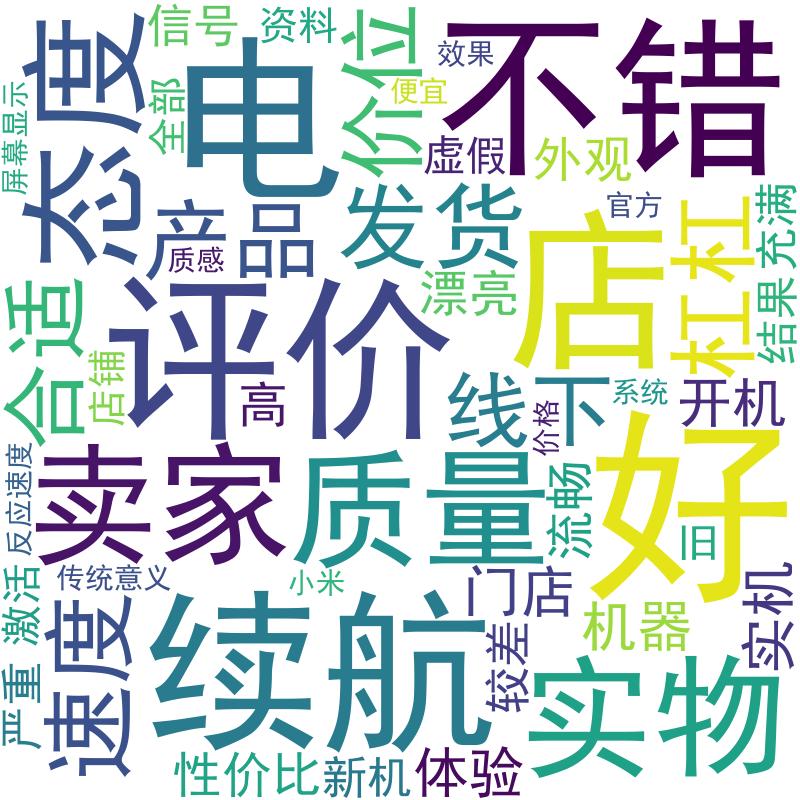 信号
资料
效果
便宜
不错
态度
电
价位
全部
屏幕显示
虚假
外观
产品
发货
质感
官方
店
杠杠
充满
结果
漂亮
合适
评价
店铺
高
线下
系统
价格
开机
卖家
质量
好
反应速度
流畅
旧
激活
传统意义
小米
门店
机器
实机
速度
续航
较差
实物
严重
性价比
新机
体验